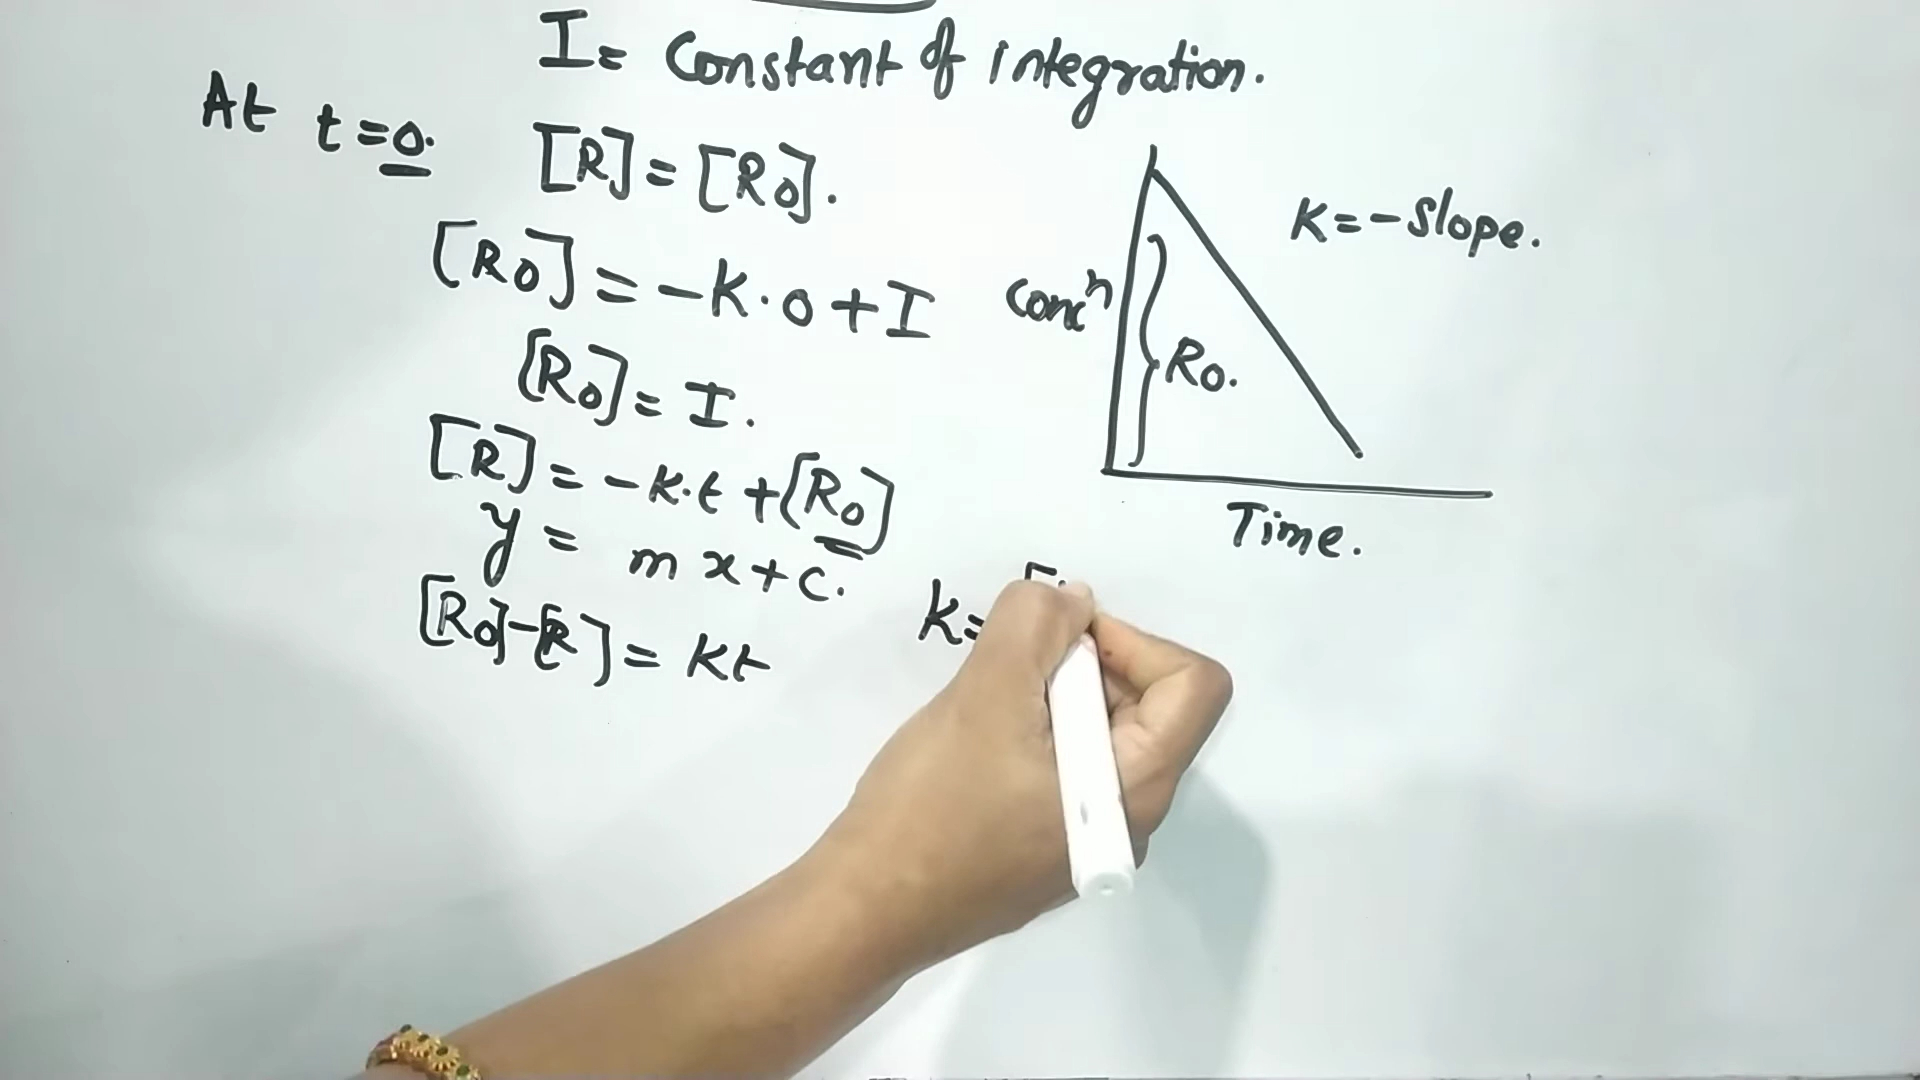 I = Constant of integration.
At t=0.
[R] = [R0].
[R0] = -K·0+I
[R0] = I.
[R] = -K·t +[R0]
y = mx+c.
[R0]-[R] = Kt
K=-Slope.
Concn
R0.
Time.
K=